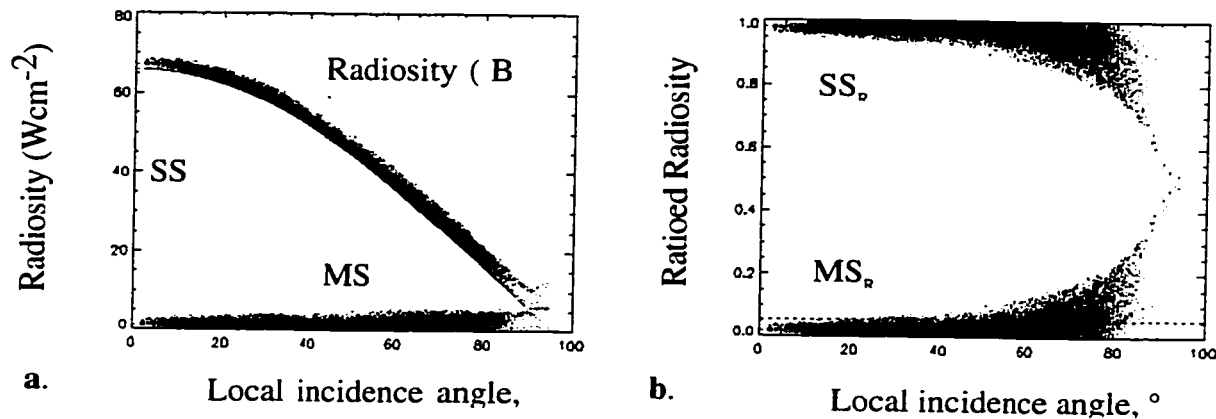 80
60
40
20
0
0 20 40 60 80 100
Radiosity (Wcm-2)
Radiosity ( B
SS
MS
a. Local incidence angle,
1.0
0.8
0.6
0.4
0.2
0.0
0 20 40 60 80 100
Ratioed Radiosity
SSR
MSR
b. Local incidence angle, °